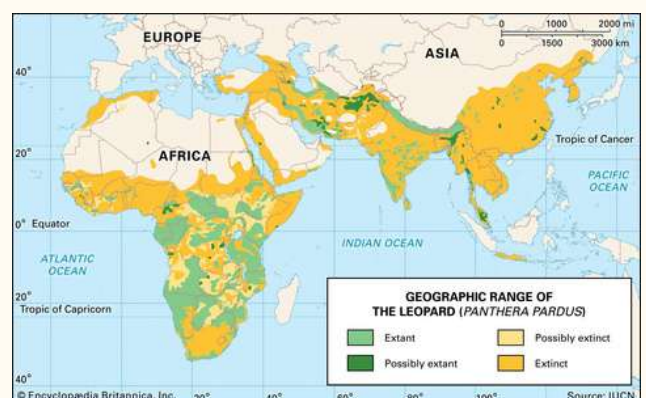 0 1000 2000 mi
0 1500 3000 km
EUROPE
ASIA
40°
Tropic of Cancer
20°
AFRICA
PACIFIC
OCEAN
0° Equator
INDIAN OCEAN
ATLANTIC
OCEAN
20°
Tropic of Capricorn
40°
GEOGRAPHIC RANGE OF
THE LEOPARD (PANTHERA PARDUS)
Extant
Possibly extinct
Possibly extant
Extinct
© Encyclopædia Britannica, Inc.
20°
60°
80°
100°
Source: IUCN